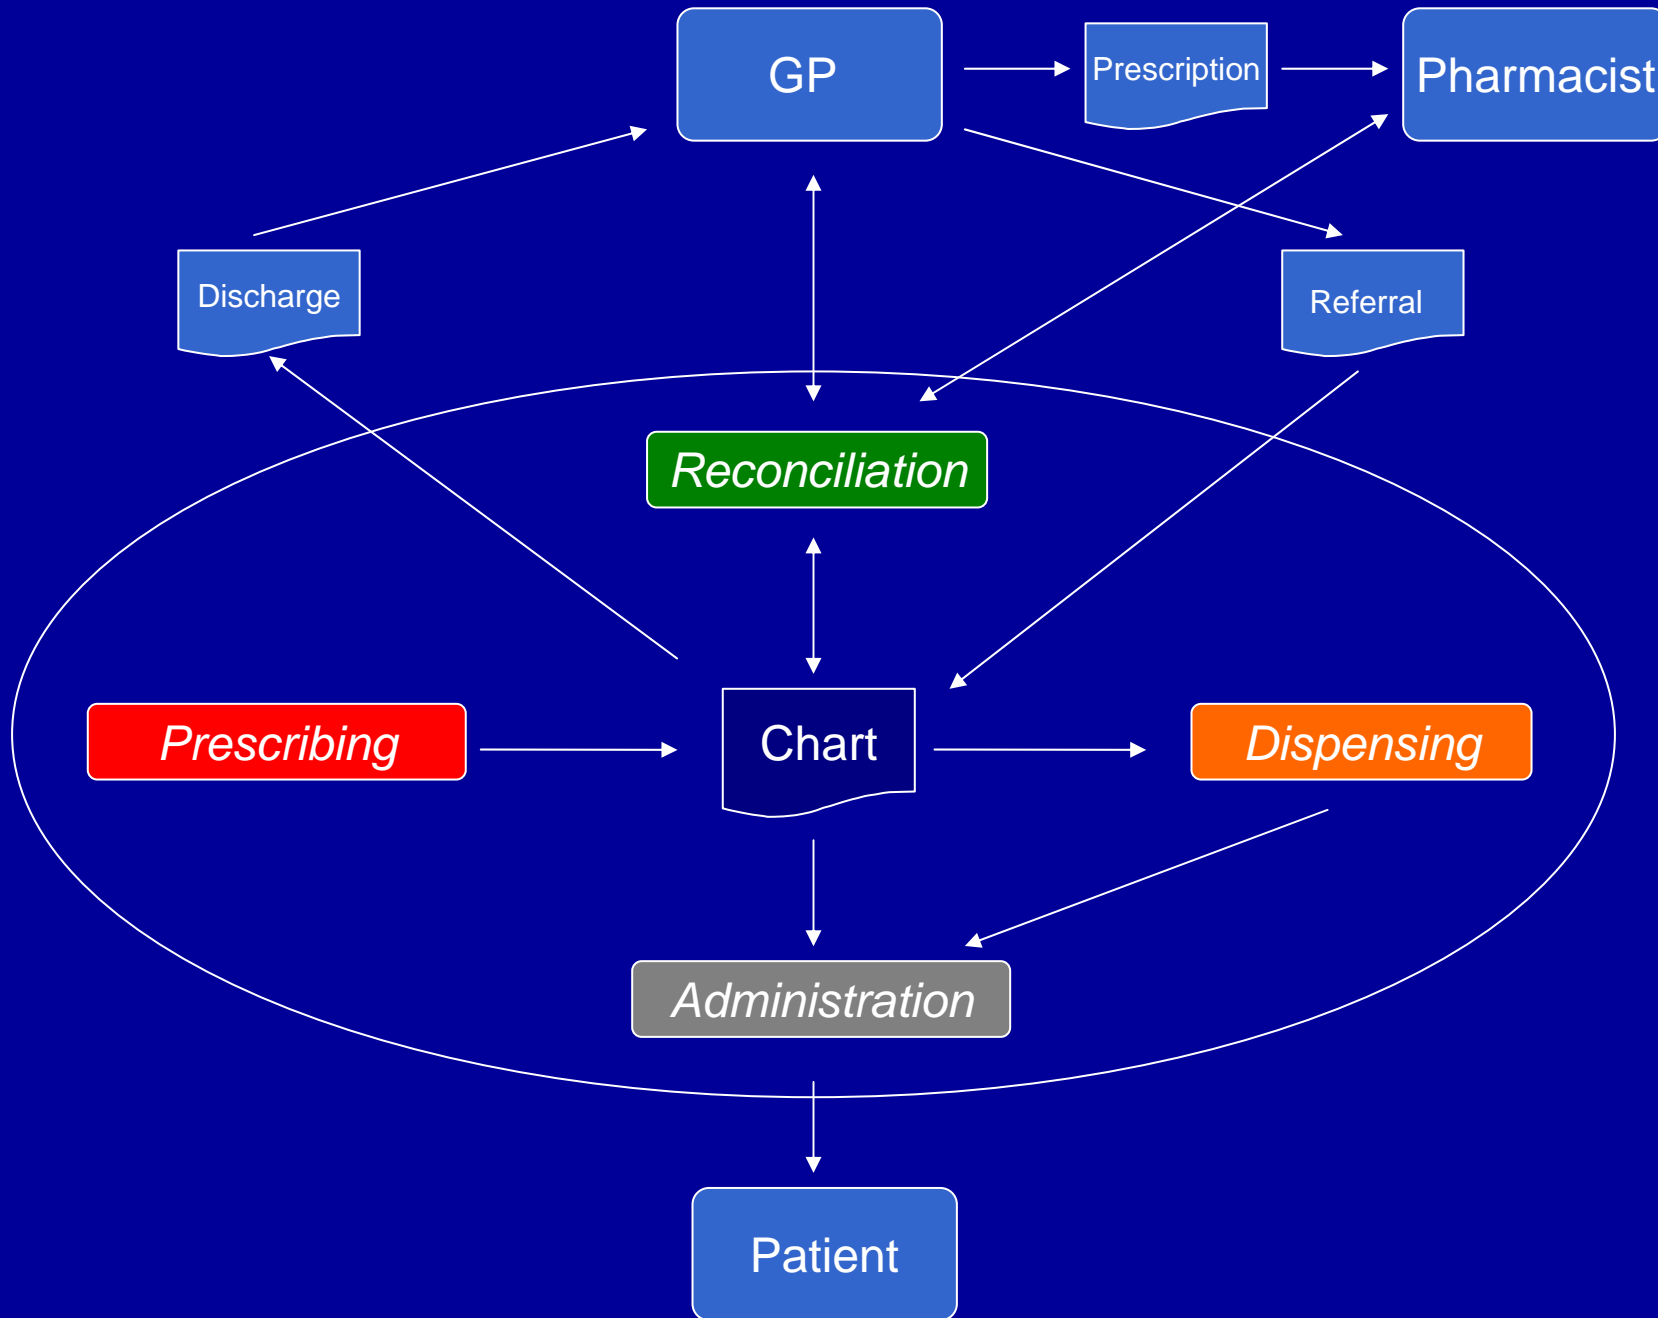 GP
Prescription
Pharmacist
Discharge
Referral
Reconciliation
Prescribing
Chart
Dispensing
Administration
Patient